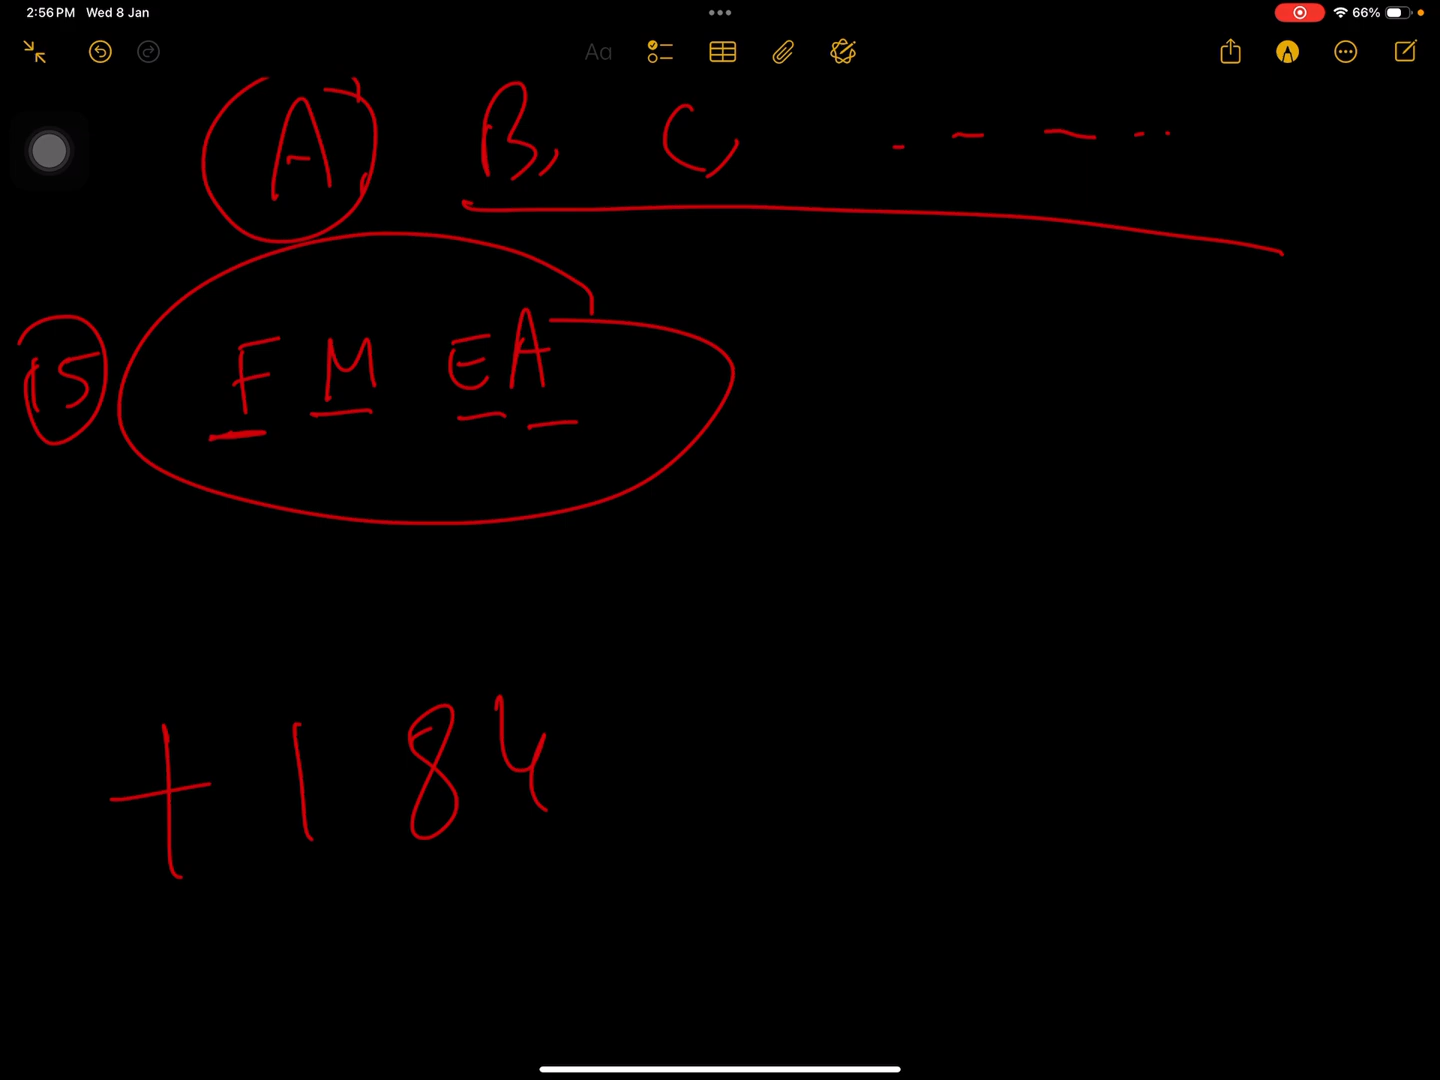 2:56 PM Wed 8 Jan 66%
Aa
A, B, C, - - - - -
15 FMEA
+184